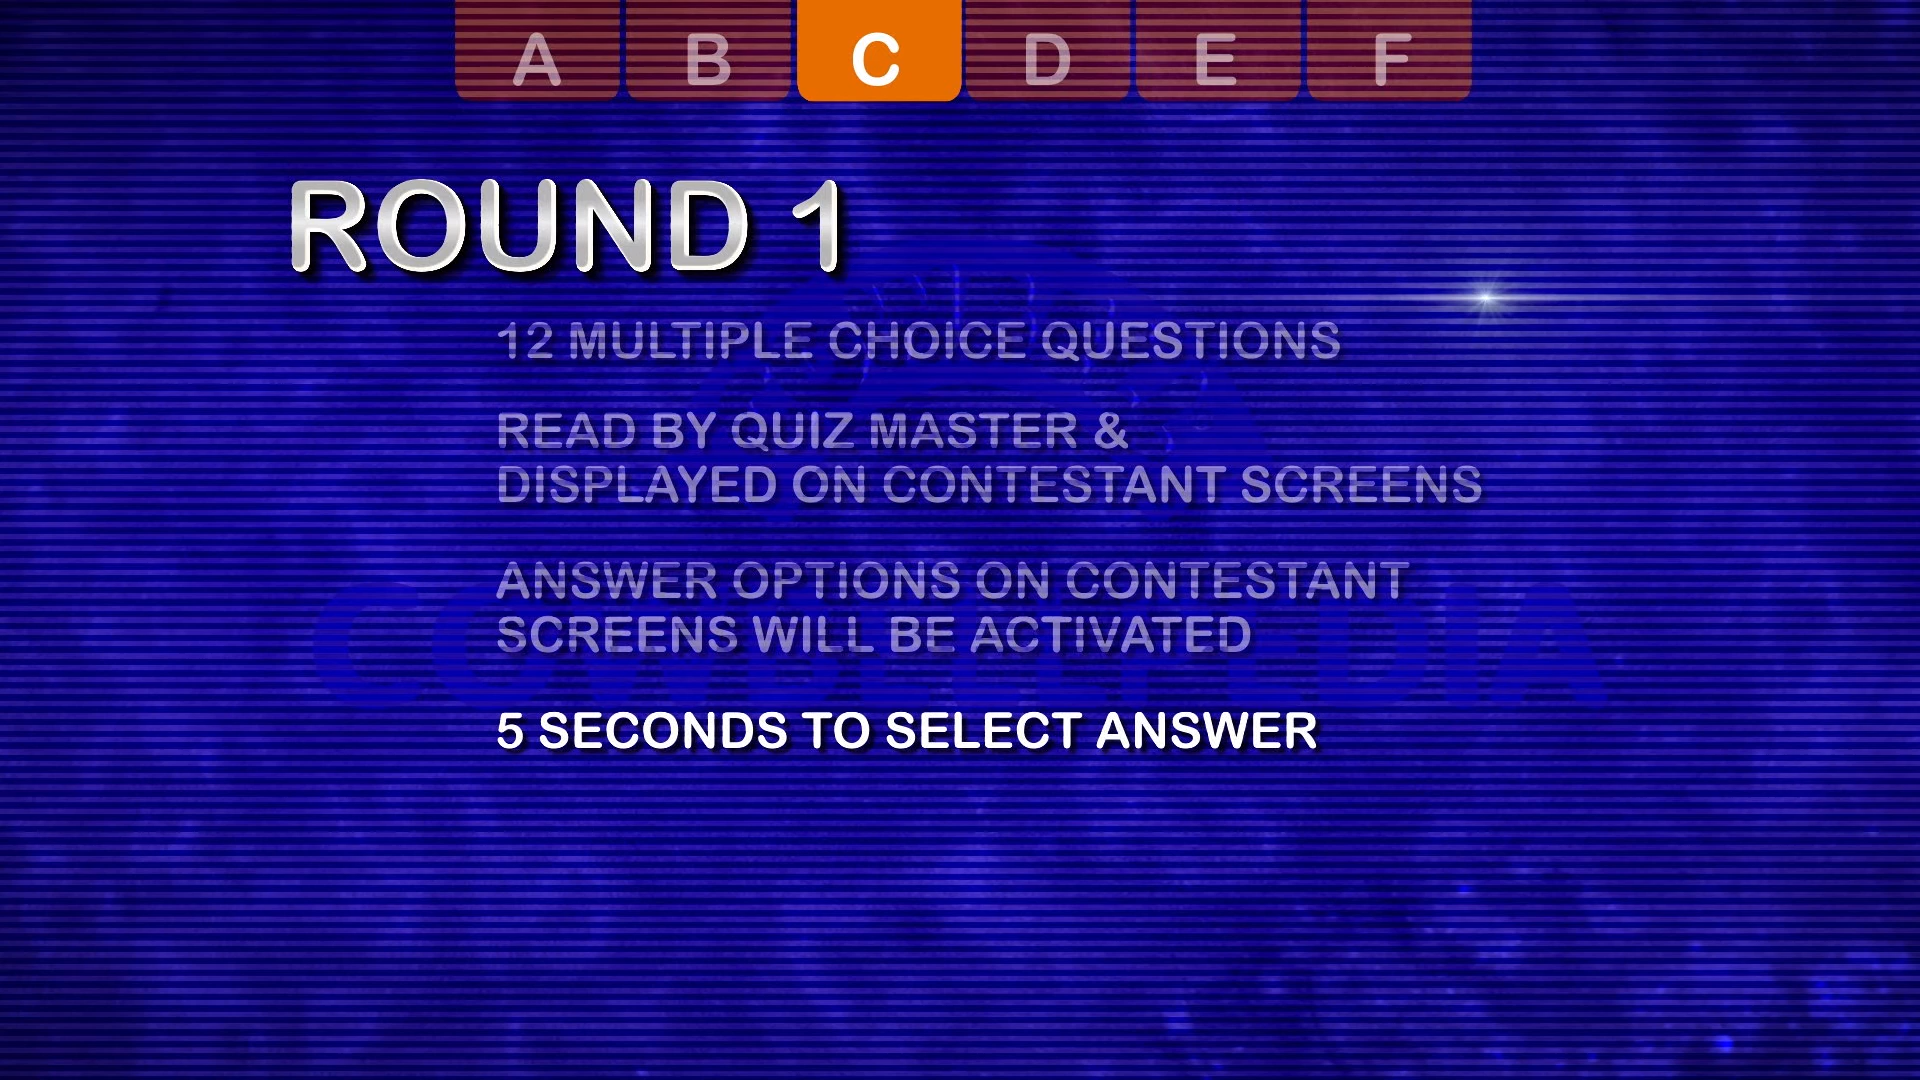 A B C D E F
ROUND 1
12 MULTIPLE CHOICE QUESTIONS
READ BY QUIZ MASTER &
DISPLAYED ON CONTESTANT SCREENS
ANSWER OPTIONS ON CONTESTANT
SCREENS WILL BE ACTIVATED
COWBELLPEDIA
5 SECONDS TO SELECT ANSWER